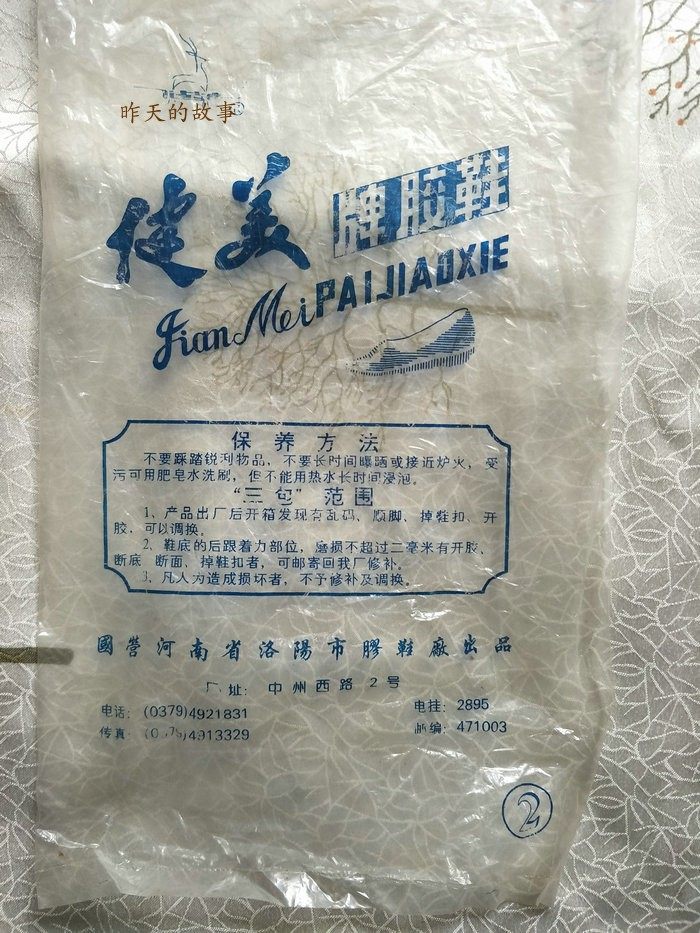 昨天的故事
健美牌胶鞋
Jian Mei PAIJIAOXIE
保养方法
不要踩踏锐利物品，不要长时间曝晒或接近炉火，受
污可用肥皂水洗刷，但不能用热水长时间浸泡。
“三包”范围
1、产品出厂后开箱发现有乱码、顺脚、掉鞋扣、开
胶，可以调换。
2、鞋底的后跟着力部位，磨损不超过二毫米有开胶、
断底、断面、掉鞋扣者，可邮寄回我厂修补。
3、凡人为造成损坏者，不予修补及调换。
國营河南省洛陽市膠鞋廠出品
厂址：中州西路2号
电话：(0379)4921831
电挂：2895
传真：(0379)4913329
邮编：471003
2